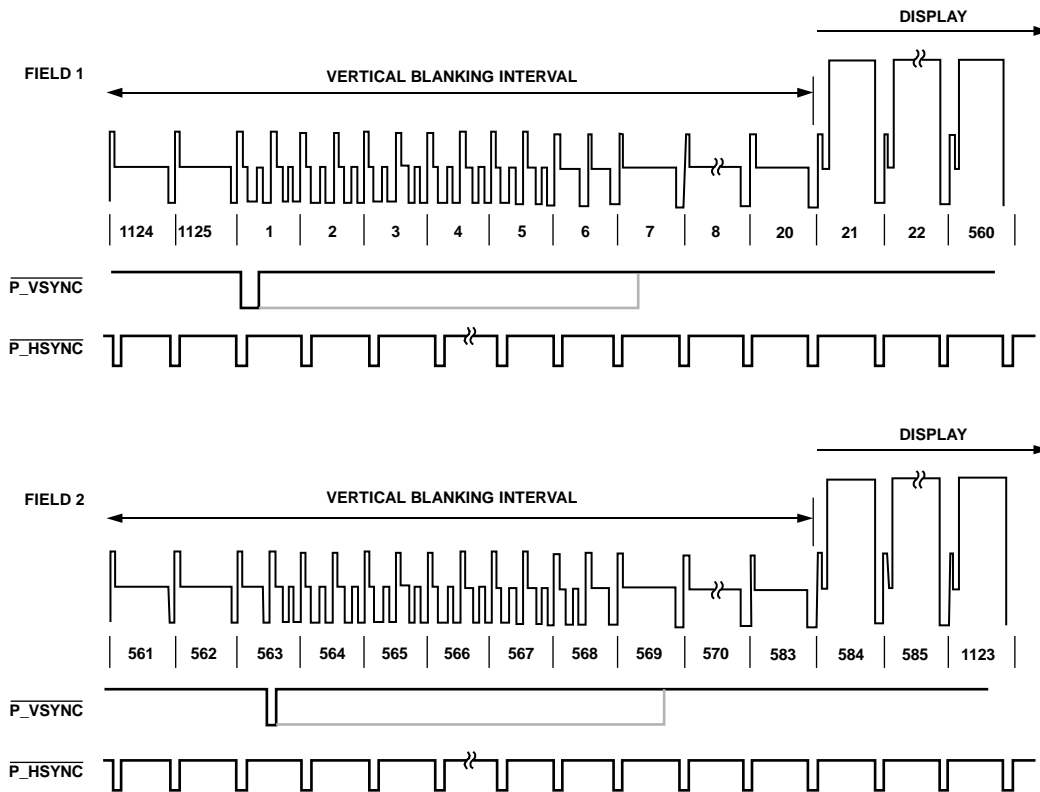 DISPLAY
FIELD 1
VERTICAL BLANKING INTERVAL
1124 1125 1 2 3 4 5 6 7 8 20 21 22 560
P_VSYNC
P_HSYNC
DISPLAY
FIELD 2
VERTICAL BLANKING INTERVAL
561 562 563 564 565 566 567 568 569 570 583 584 585 1123
P_VSYNC
P_HSYNC